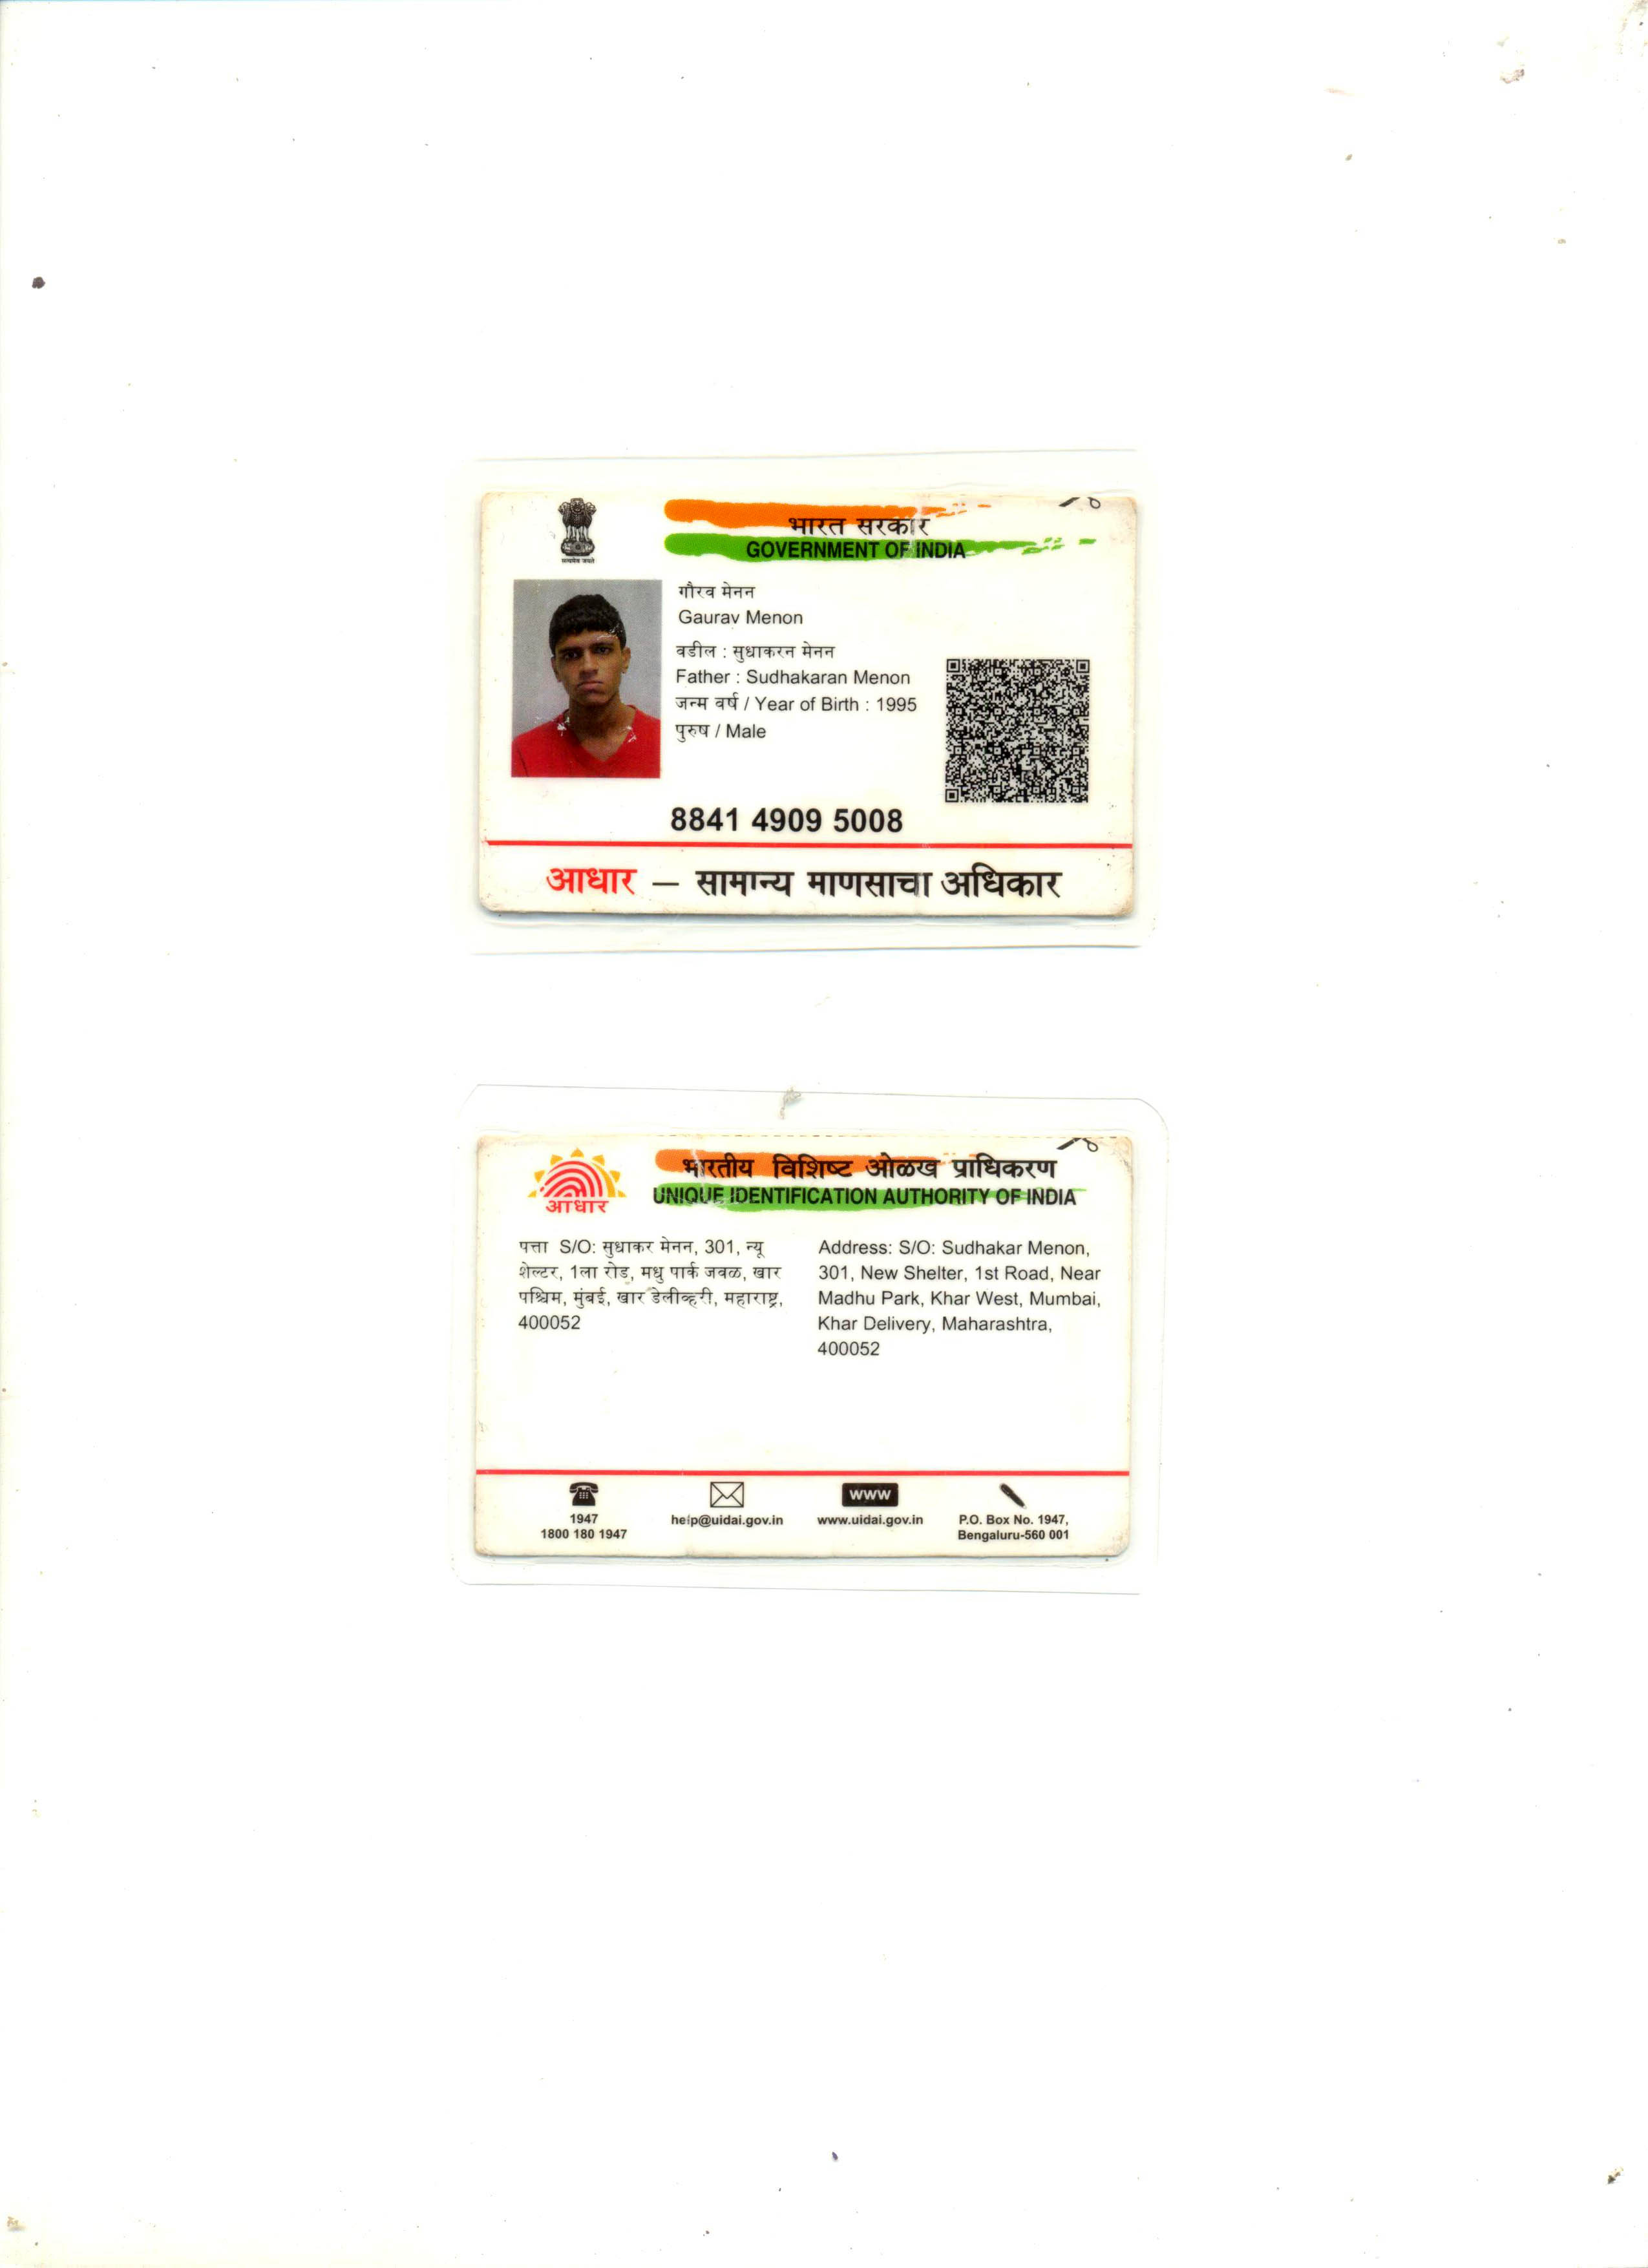 सत्यमेव जयते
भारत सरकार
GOVERNMENT OF INDIA
गौरव मेनन
Gaurav Menon
वडील : सुधाकरन मेनन
Father : Sudhakaran Menon
जन्म वर्ष / Year of Birth : 1995
पुरुष / Male
8841 4909 5008
आधार – सामान्य माणसाचा अधिकार
भारतीय विशिष्ट ओळख प्राधिकरण
UNIQUE IDENTIFICATION AUTHORITY OF INDIA
आधार
पत्ता S/O: सुधाकर मेनन, 301, न्यू
शेल्टर, 1ला रोड, मधु पार्क जवळ, खार
पश्चिम, मुंबई, खार डेलीव्हरी, महाराष्ट्र,
400052
Address: S/O: Sudhakar Menon,
301, New Shelter, 1st Road, Near
Madhu Park, Khar West, Mumbai,
Khar Delivery, Maharashtra,
400052
1947
1800 180 1947
help@uidai.gov.in
WWW
www.uidai.gov.in
P.O. Box No. 1947,
Bengaluru-560 001